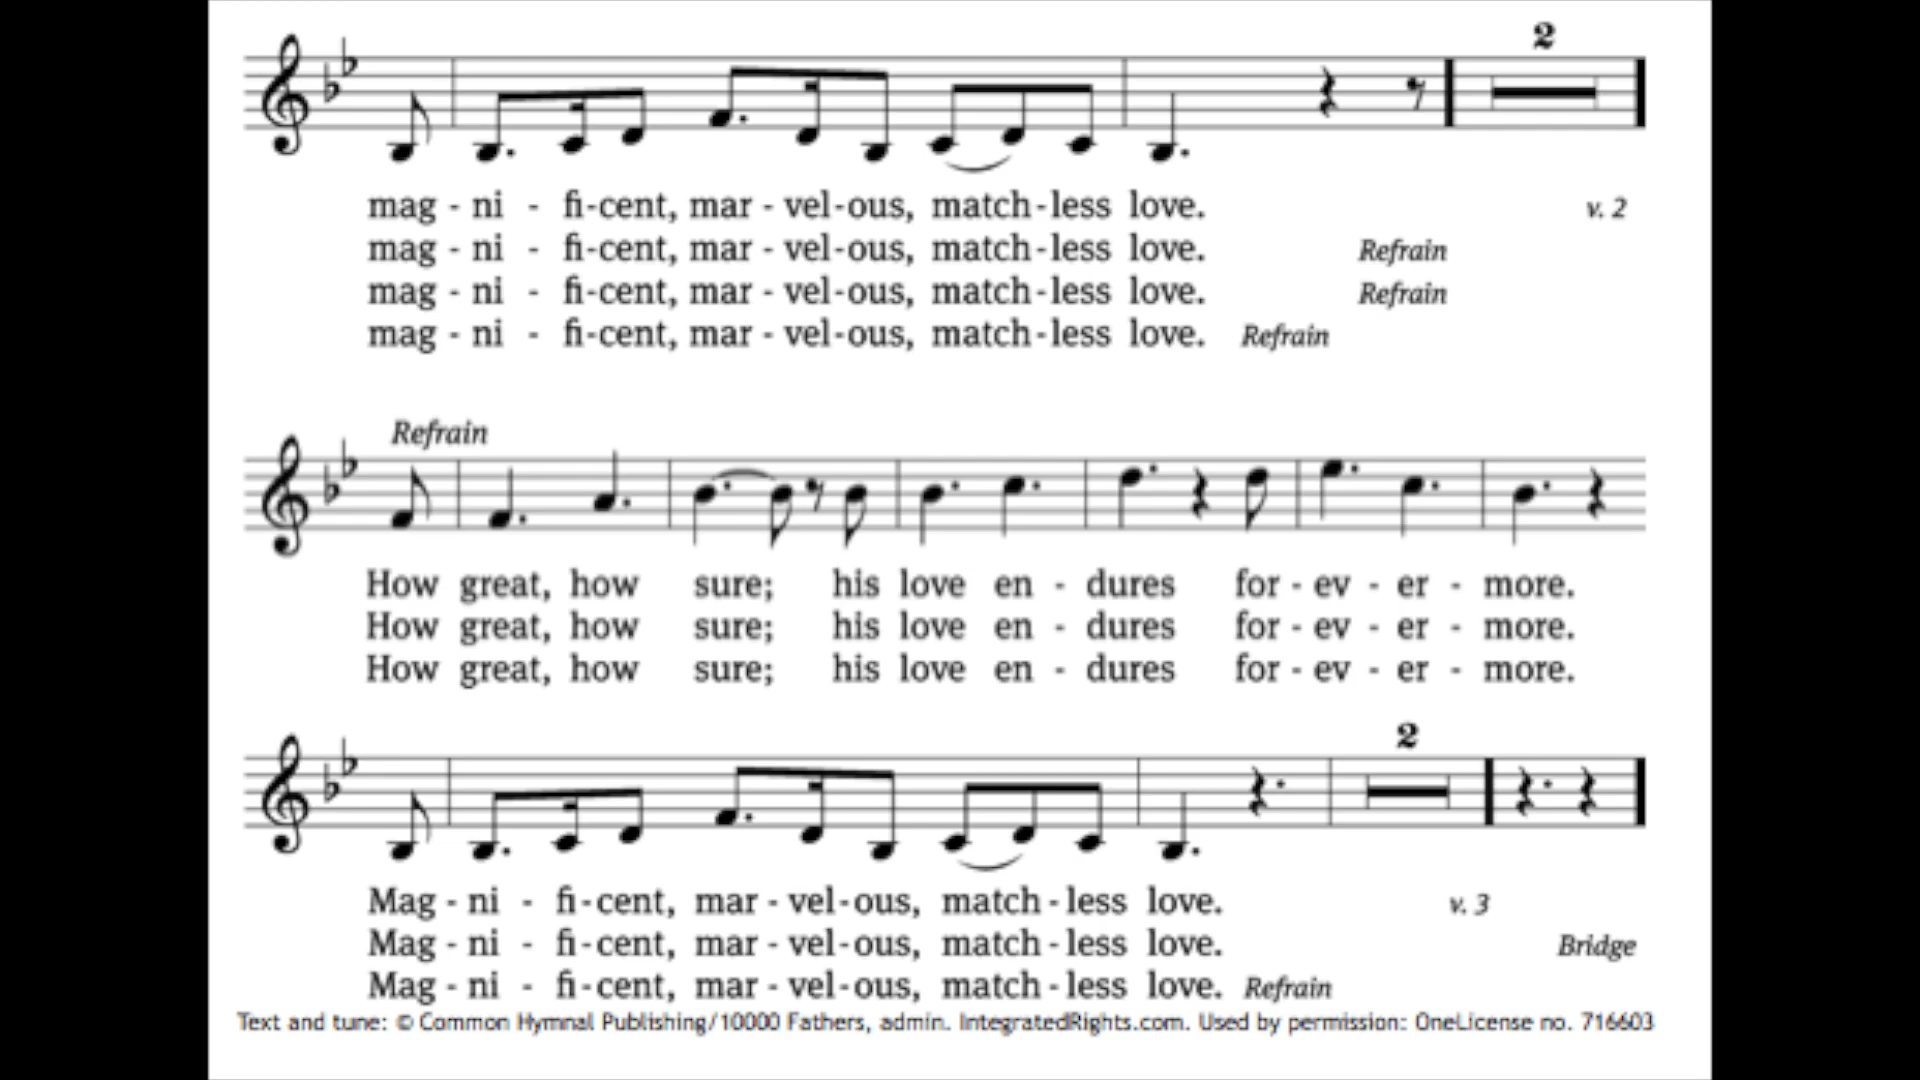 2
mag - ni - fi-cent, mar - vel-ous, match-less love. v. 2
mag - ni - fi-cent, mar - vel-ous, match-less love. Refrain
mag - ni - fi-cent, mar - vel-ous, match-less love. Refrain
mag - ni - fi-cent, mar - vel-ous, match-less love. Refrain
Refrain
How great, how sure; his love en - dures for - ev - er - more.
How great, how sure; his love en - dures for - ev - er - more.
How great, how sure; his love en - dures for - ev - er - more.
2
Mag - ni - fi-cent, mar - vel-ous, match-less love. v. 3
Mag - ni - fi-cent, mar - vel-ous, match-less love. Bridge
Mag - ni - fi-cent, mar - vel-ous, match-less love. Refrain
Text and tune: © Common Hymnal Publishing/10000 Fathers, admin. IntegratedRights.com. Used by permission: OneLicense no. 716603